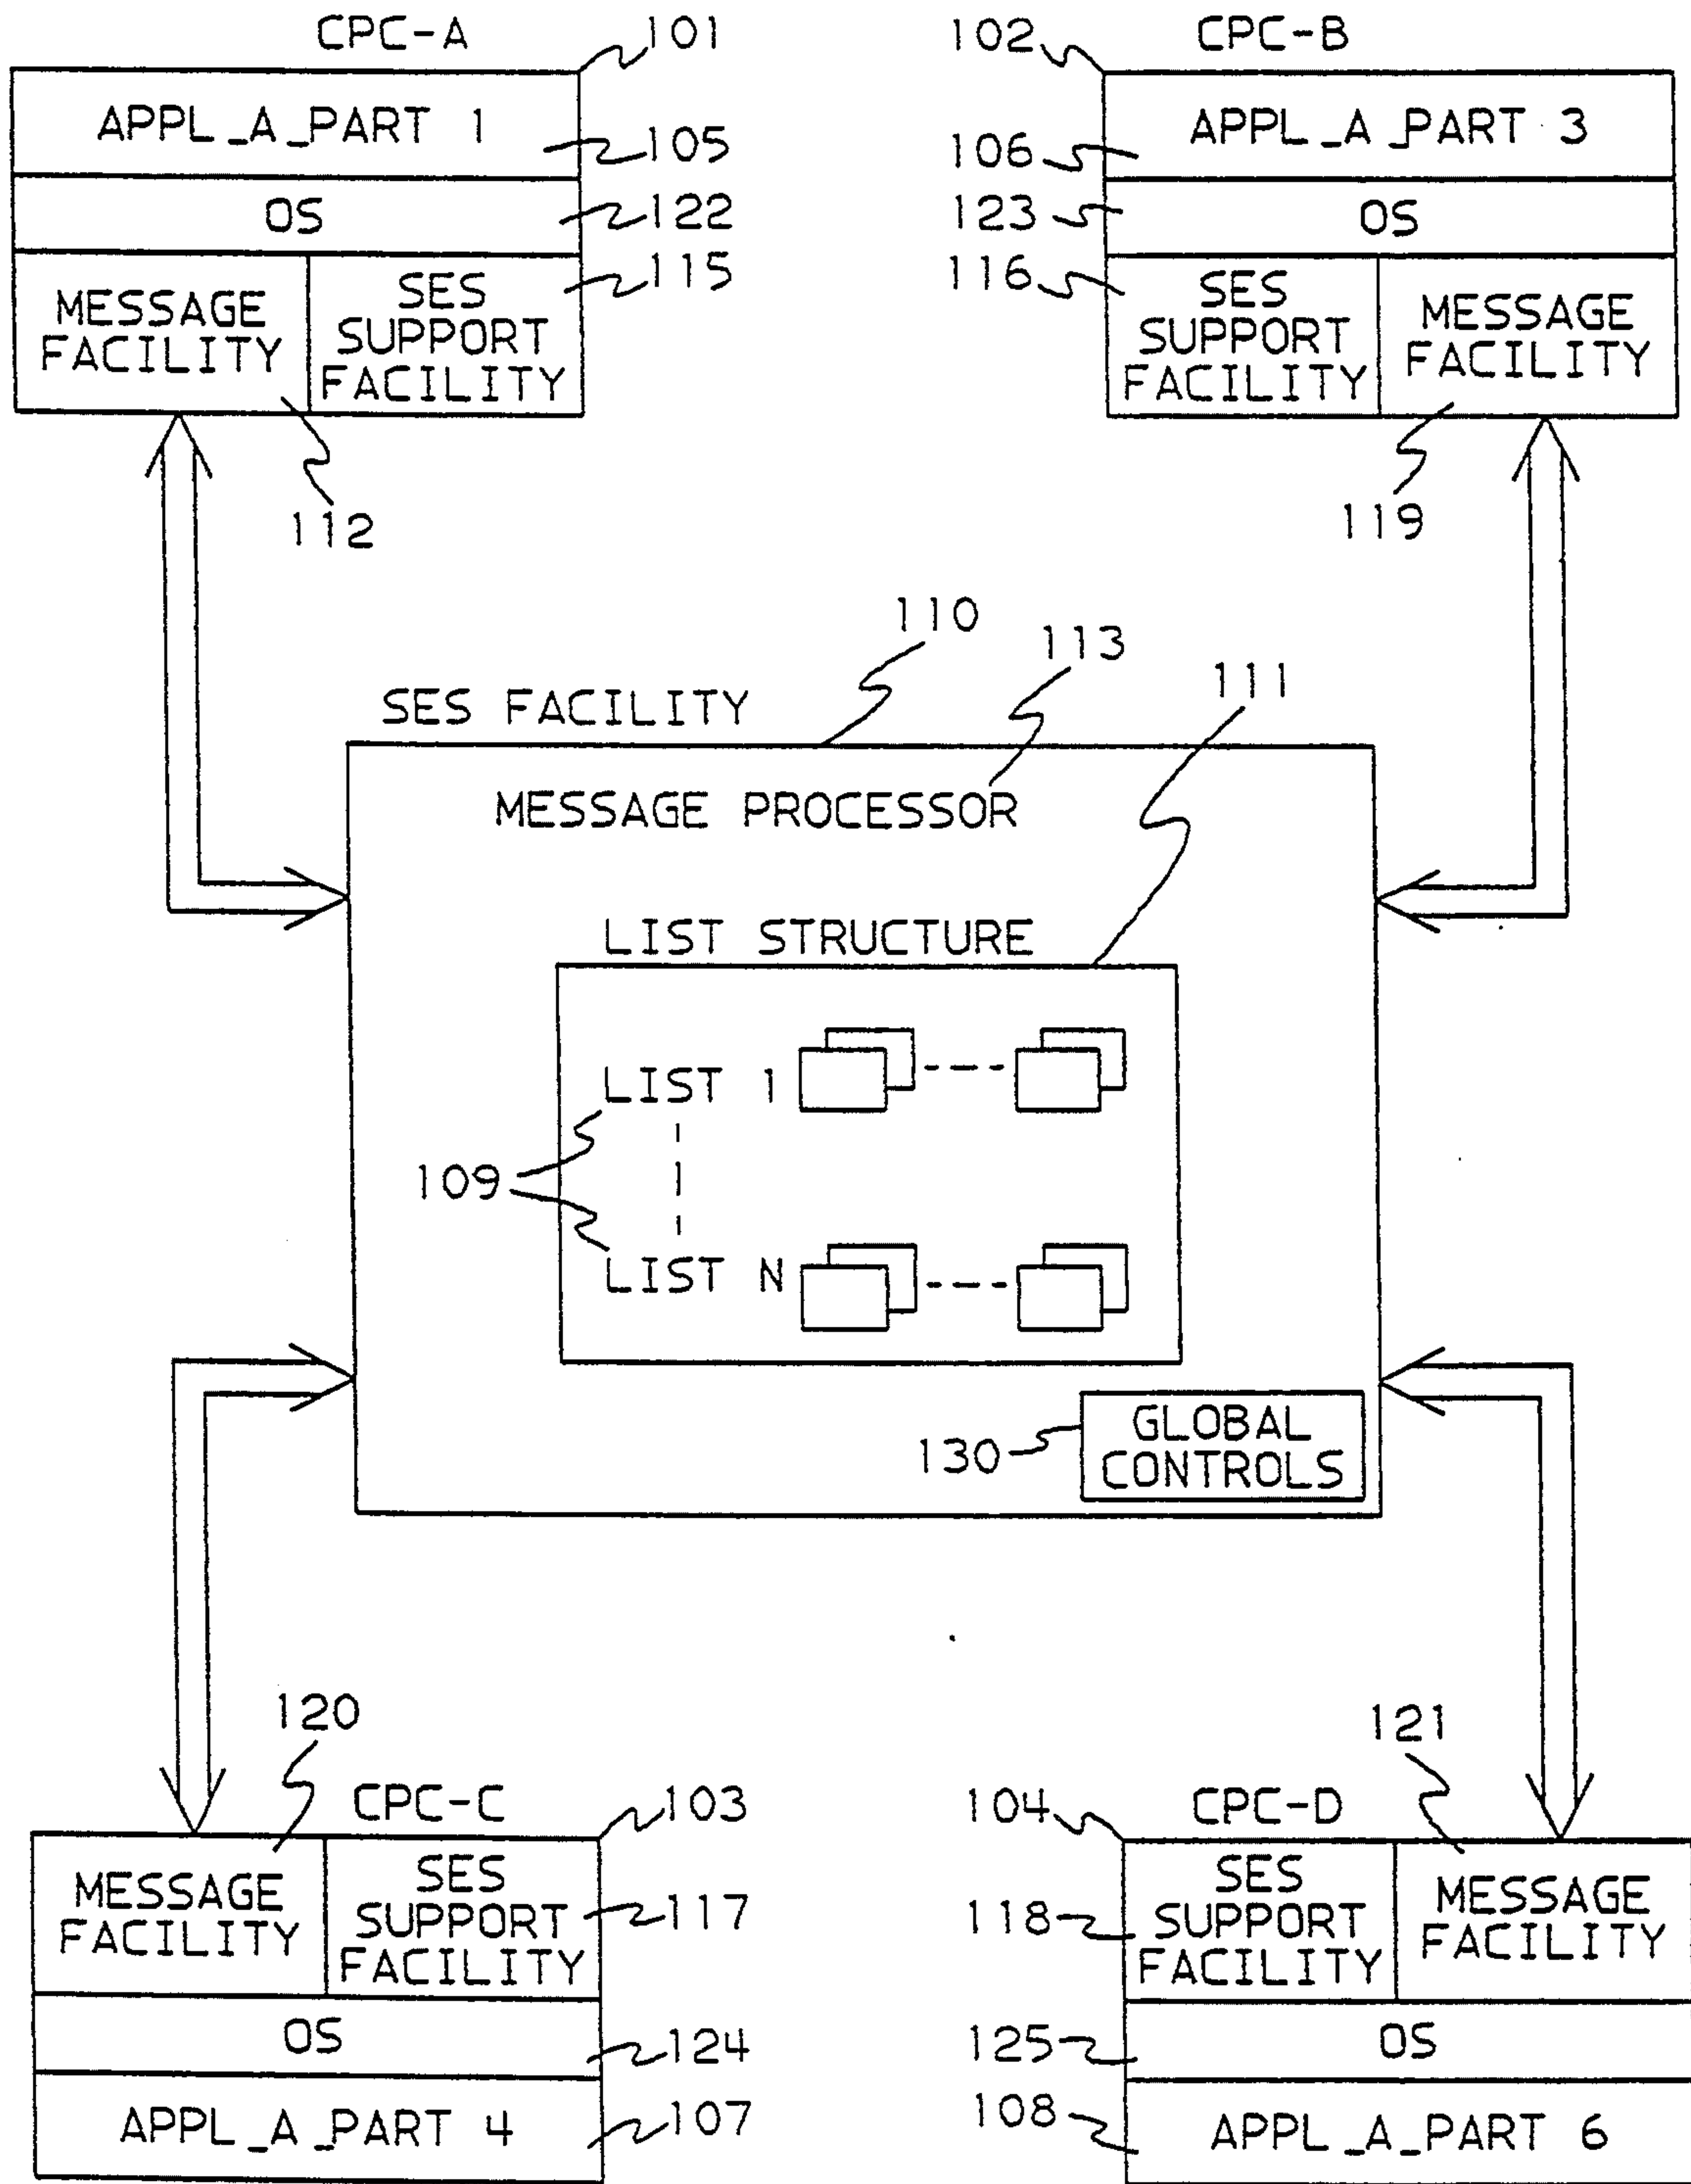 CPC-A 101
APPL_A_PART 1
105
OS
122
MESSAGE
FACILITY
SES
SUPPORT
FACILITY
115
112
102 CPC-B
APPL_A_PART 3
106
123
OS
116
SES
SUPPORT
FACILITY
MESSAGE
FACILITY
119
110
113
111
SES FACILITY
MESSAGE PROCESSOR
LIST STRUCTURE
LIST 1
109
LIST N
130
GLOBAL
CONTROLS
120
CPC-C 103
MESSAGE
FACILITY
SES
SUPPORT
FACILITY
117
OS
124
APPL_A_PART 4
107
121
104 CPC-D
118
SES
SUPPORT
FACILITY
MESSAGE
FACILITY
125
OS
108
APPL_A_PART 6